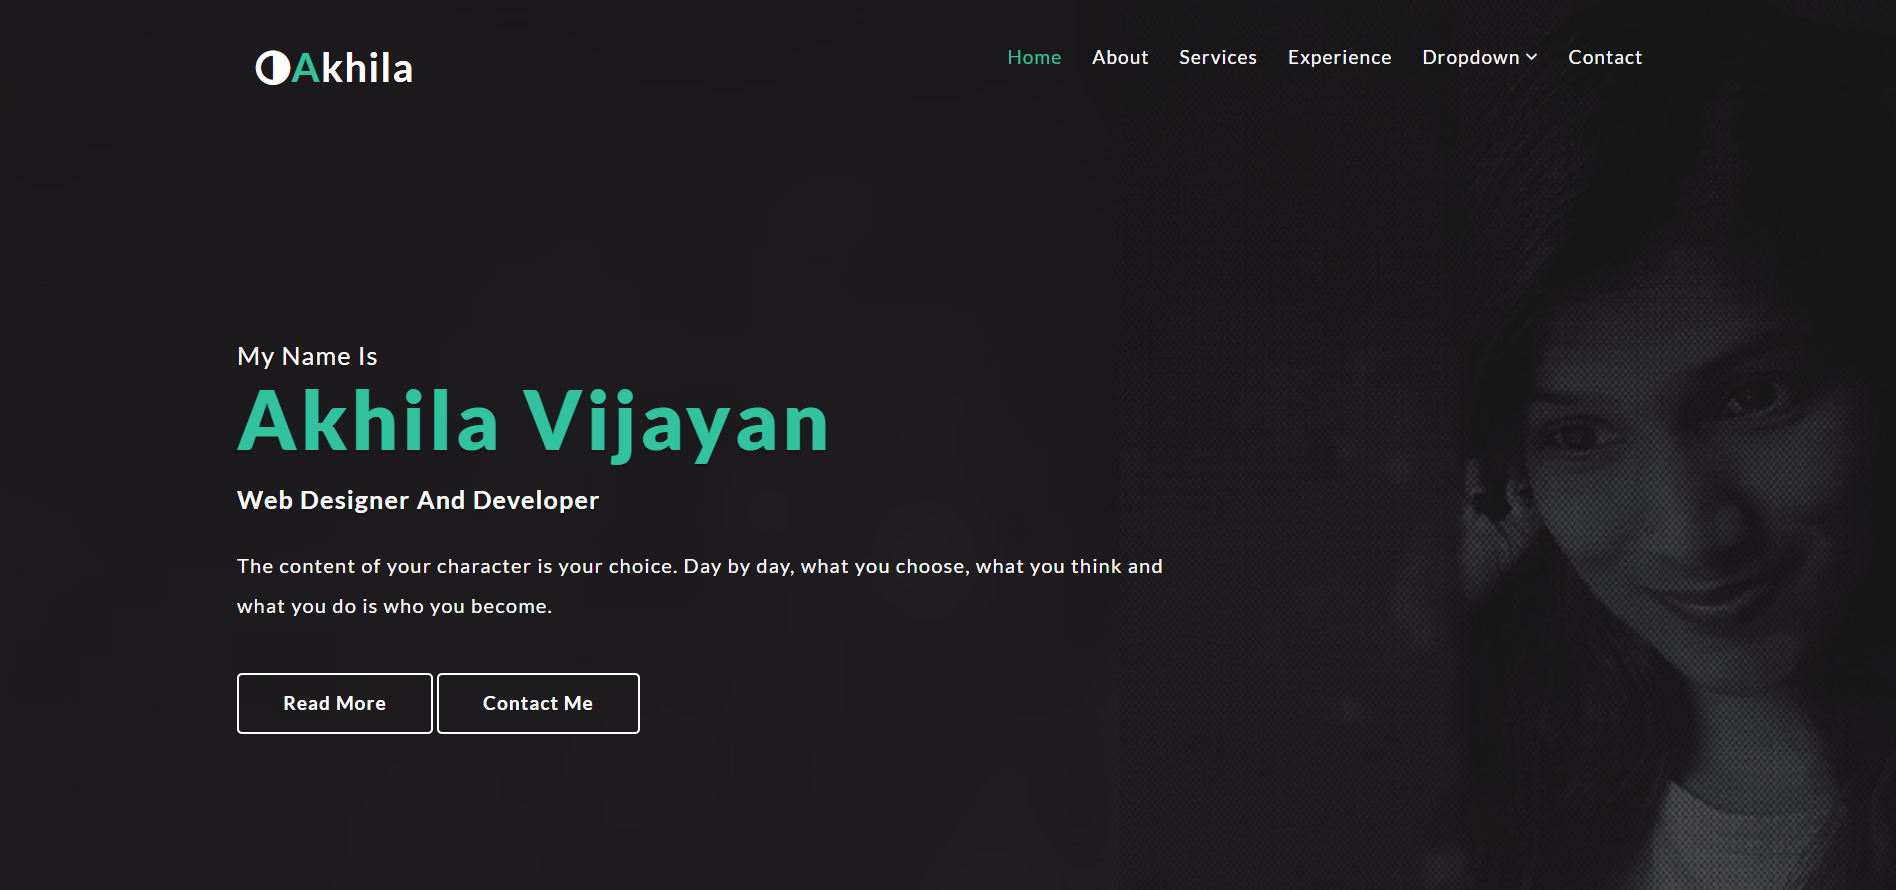 Akhila
Home About Services Experience Dropdown Contact
My Name Is
Akhila Vijayan
Web Designer And Developer
The content of your character is your choice. Day by day, what you choose, what you think and
what you do is who you become.
Read More Contact Me